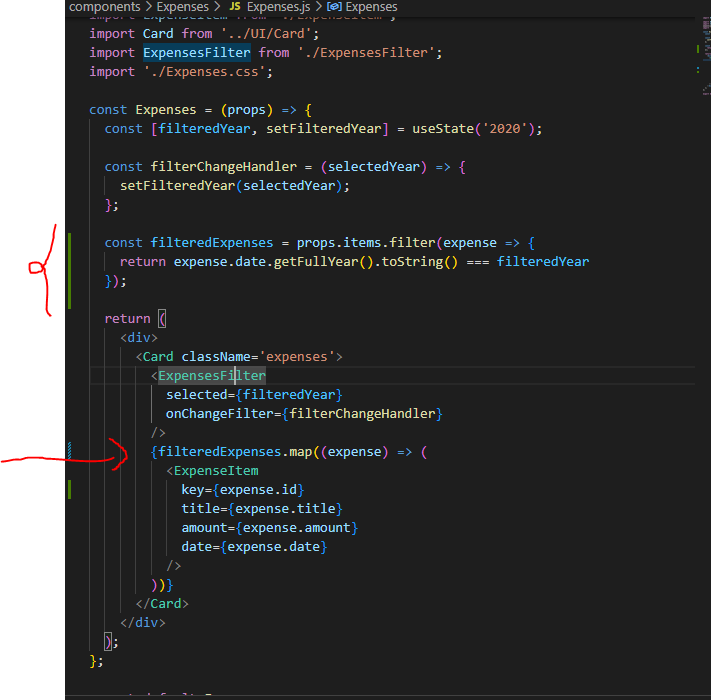 components > Expenses > JS Expenses.js > Expenses
import ExpenseItem from './ExpenseItem';
import Card from '../UI/Card';
import ExpensesFilter from './ExpensesFilter';
import './Expenses.css';
const Expenses = (props) => {
const [filteredYear, setFilteredYear] = useState('2020');
const filterChangeHandler = (selectedYear) => {
setFilteredYear(selectedYear);
};
const filteredExpenses = props.items.filter(expense => {
return expense.date.getFullYear().toString() === filteredYear
});
return (
<div>
<Card className='expenses'>
<ExpensesFilter
selected={filteredYear}
onChangeFilter={filterChangeHandler}
/>
{filteredExpenses.map((expense) => (
<ExpenseItem
key={expense.id}
title={expense.title}
amount={expense.amount}
date={expense.date}
/>
))}
</Card>
</div>
);
};